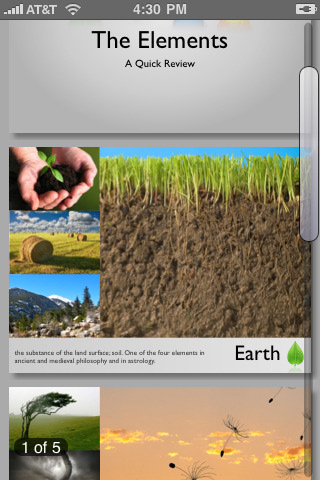 AT&T 4:30 PM
The Elements
A Quick Review
the substance of the land surface; soil. One of the four elements in
ancient and medieval philosophy and in astrology.
Earth
1 of 5